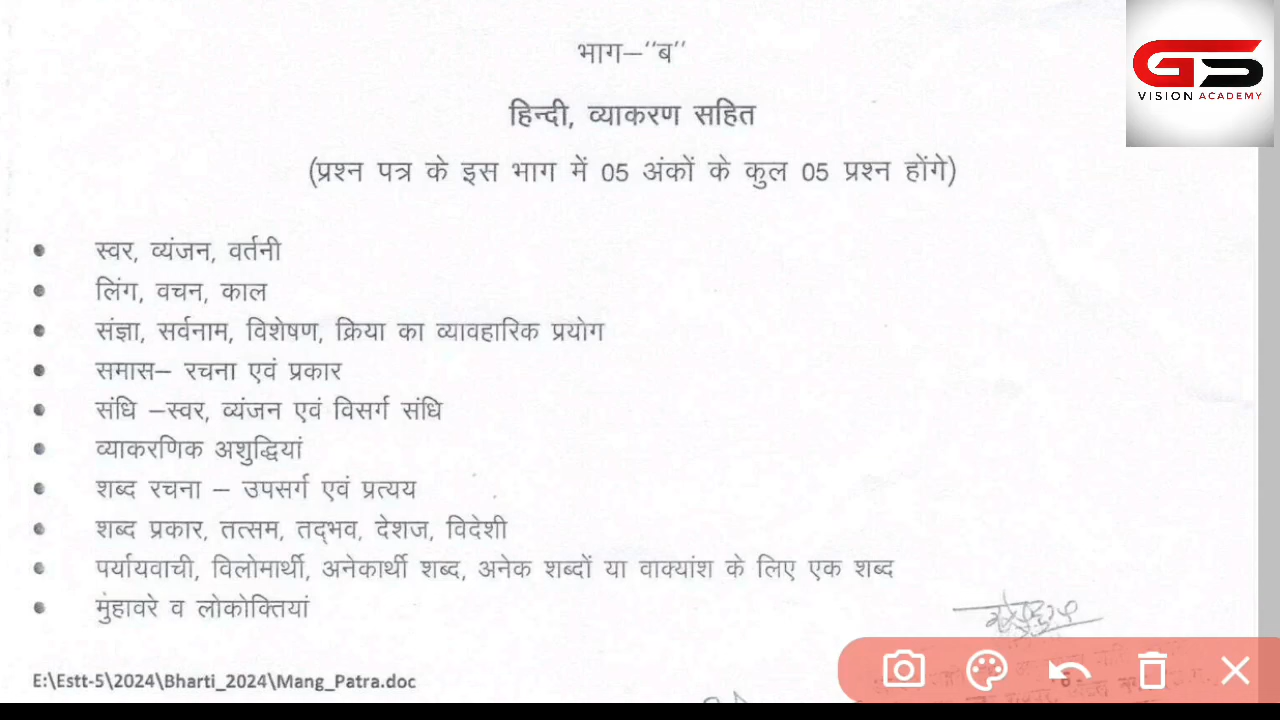 भाग–"ब"
GS
VISION ACADEMY
हिन्दी, व्याकरण सहित
(प्रश्न पत्र के इस भाग में 05 अंकों के कुल 05 प्रश्न होंगे)
• स्वर, व्यंजन, वर्तनी
• लिंग, वचन, काल
• संज्ञा, सर्वनाम, विशेषण, क्रिया का व्यावहारिक प्रयोग
• समास– रचना एवं प्रकार
• संधि –स्वर, व्यंजन एवं विसर्ग संधि
• व्याकरणिक अशुद्धियां
• शब्द रचना – उपसर्ग एवं प्रत्यय
• शब्द प्रकार, तत्सम, तद्भव, देशज, विदेशी
• पर्यायवाची, विलोमार्थी, अनेकार्थी शब्द, अनेक शब्दों या वाक्यांश के लिए एक शब्द
• मुंहावरे व लोकोक्तियां
E:\Estt-5\2024\Bharti_2024\Mang_Patra.doc